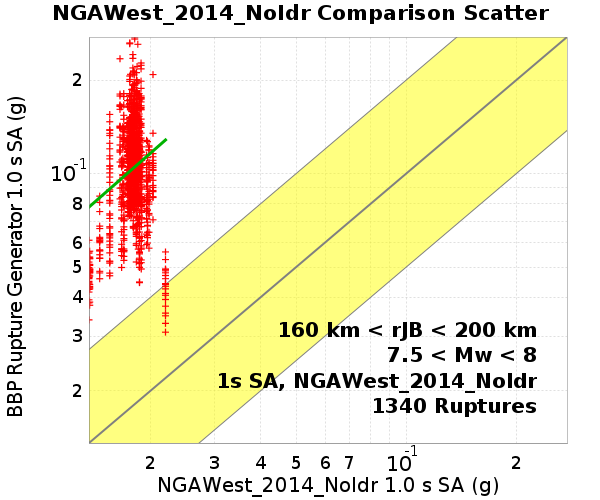 NGAWest_2014_NoIdr Comparison Scatter
BBP Rupture Generator 1.0 s SA (g)
2
10-1
8
6
5
4
3
2
160 km < rJB < 200 km
7.5 < Mw < 8
1s SA, NGAWest_2014_NoIdr
1340 Ruptures
2 3 4 5 6 7 10-1 2
NGAWest_2014_NoIdr 1.0 s SA (g)